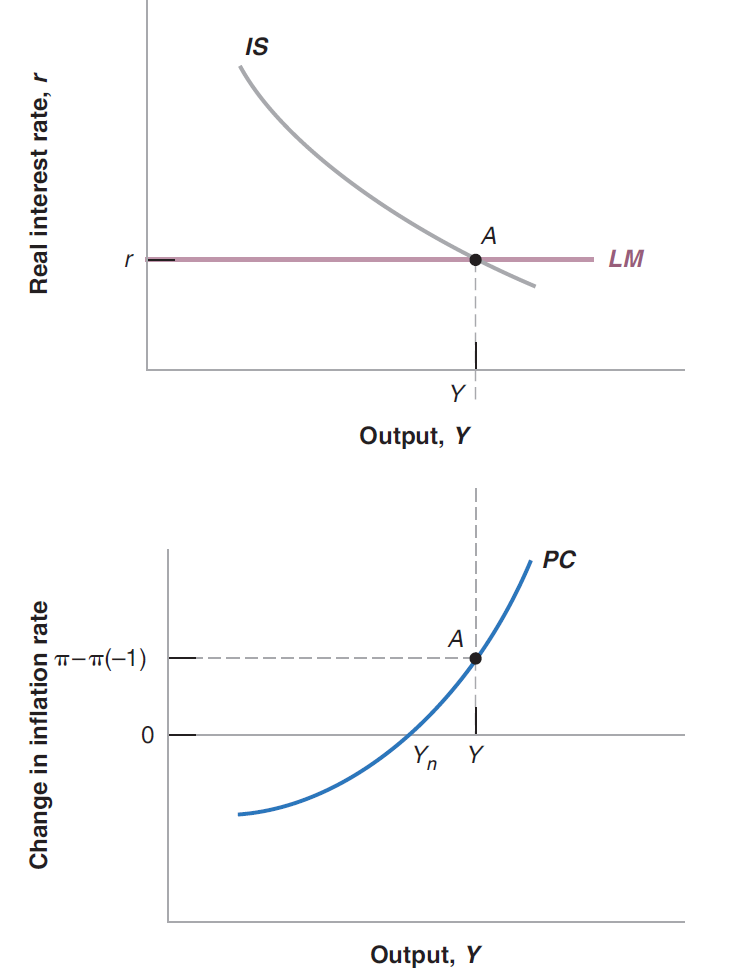 IS
Real interest rate, r
A
r
LM
Y
Output, Y
PC
Change in inflation rate
A
π–π(–1)
0
Yn
Y
Output, Y